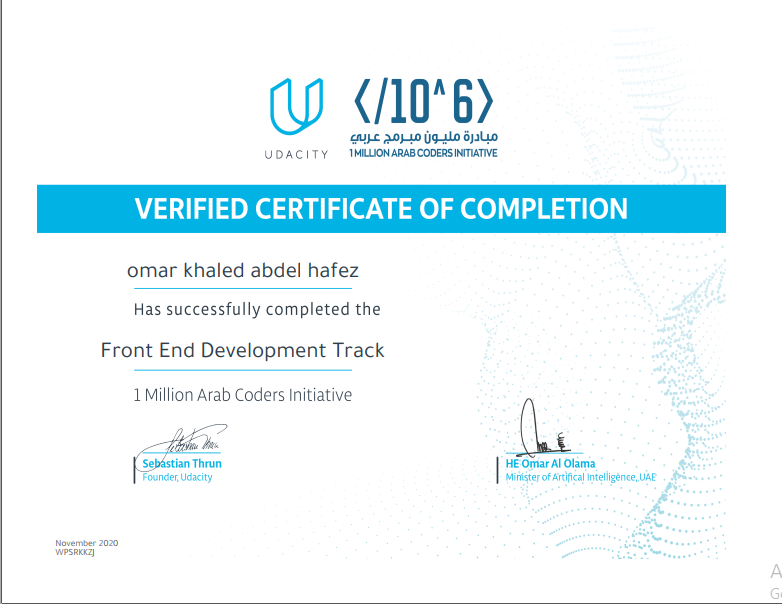 UDACITY
</10^6>
مبادرة مليون مبرمج عربي
1 MILLION ARAB CODERS INITIATIVE
VERIFIED CERTIFICATE OF COMPLETION
omar khaled abdel hafez
Has successfully completed the
Front End Development Track
1 Million Arab Coders Initiative
Sebastian Thrun
Founder, Udacity
HE Omar Al Olama
Minister of Artifical Intelligence, UAE
November 2020
WPSRKKZJ